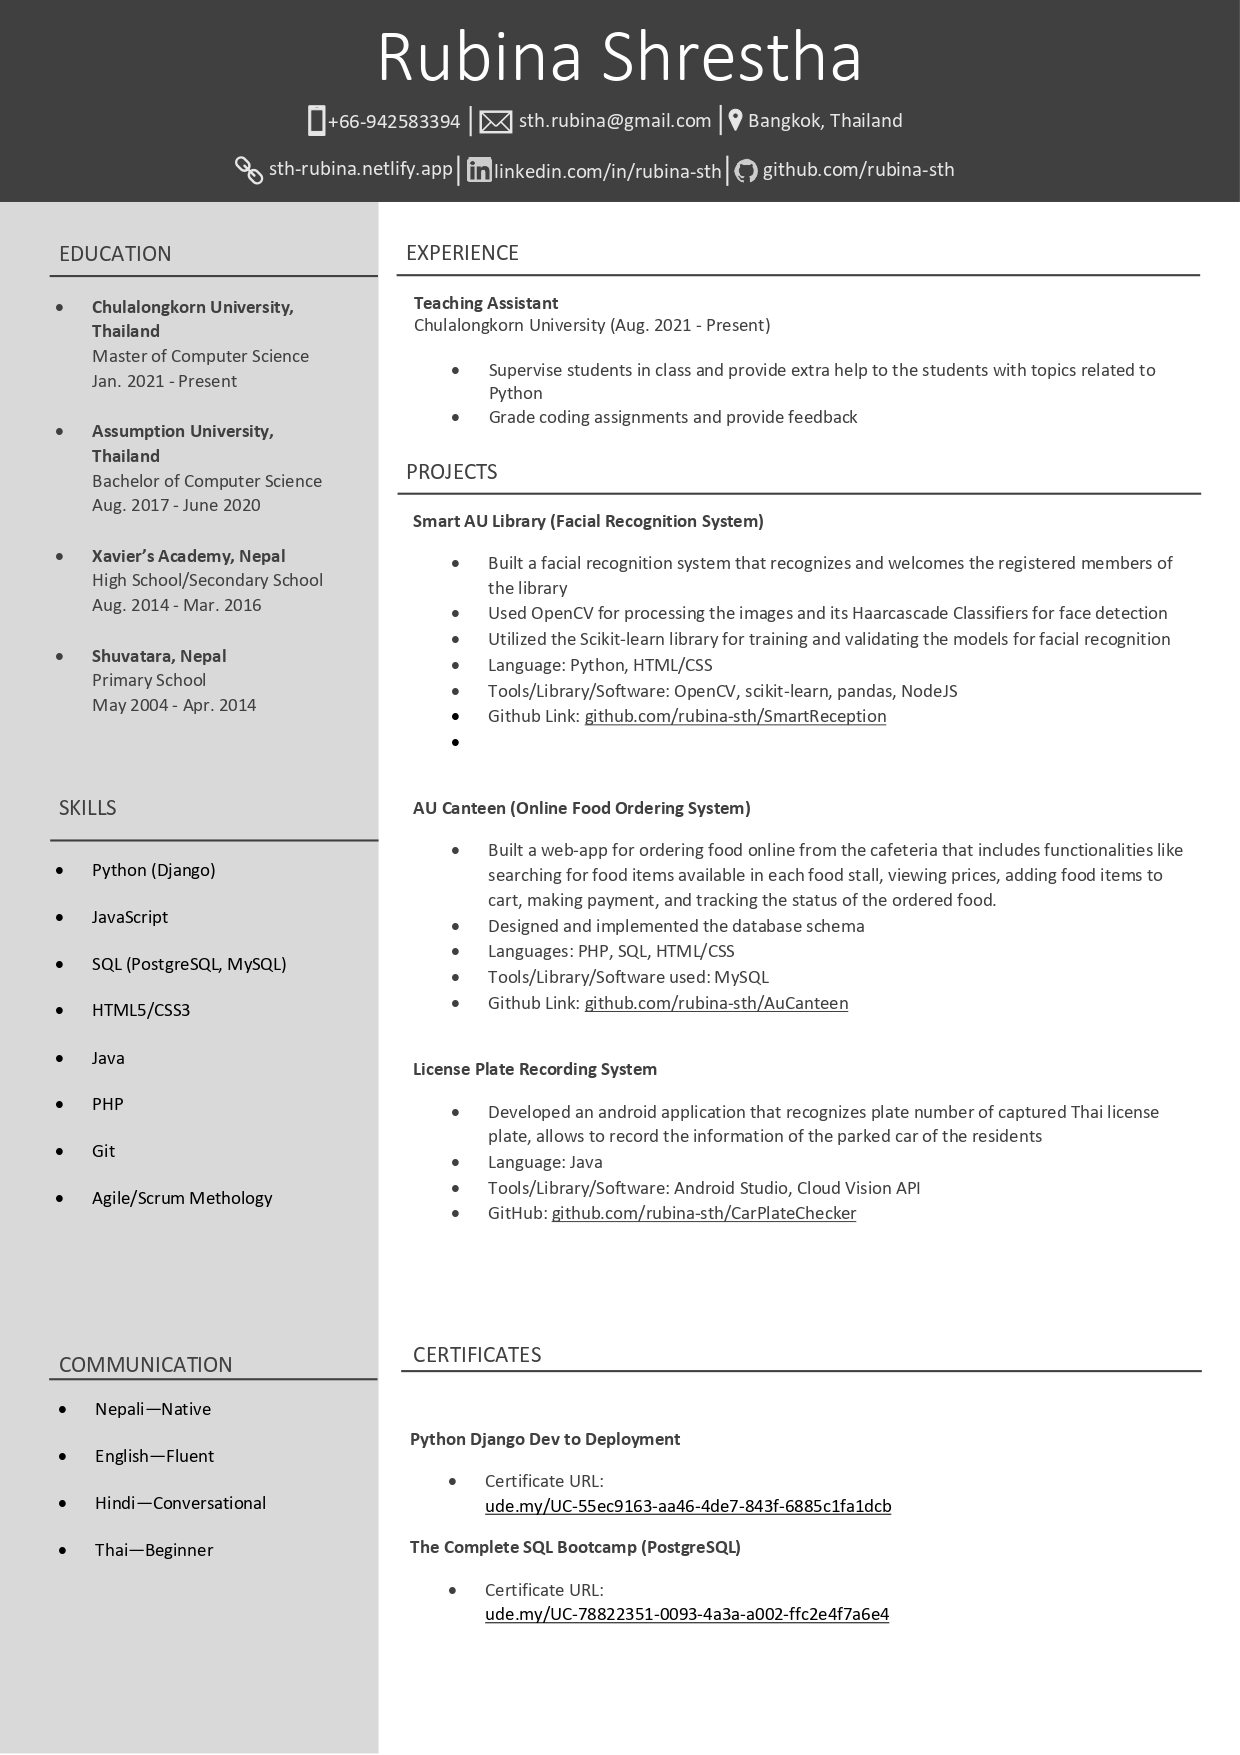 Rubina Shrestha
+66-942583394 | sth.rubina@gmail.com | Bangkok, Thailand
sth-rubina.netlify.app | linkedin.com/in/rubina-sth | github.com/rubina-sth
EDUCATION
• Chulalongkorn University,
Thailand
Master of Computer Science
Jan. 2021 - Present
• Assumption University,
Thailand
Bachelor of Computer Science
Aug. 2017 - June 2020
• Xavier’s Academy, Nepal
High School/Secondary School
Aug. 2014 - Mar. 2016
• Shuvatara, Nepal
Primary School
May 2004 - Apr. 2014
SKILLS
• Python (Django)
• JavaScript
• SQL (PostgreSQL, MySQL)
• HTML5/CSS3
• Java
• PHP
• Git
• Agile/Scrum Methology
COMMUNICATION
• Nepali—Native
• English—Fluent
• Hindi—Conversational
• Thai—Beginner
EXPERIENCE
Teaching Assistant
Chulalongkorn University (Aug. 2021 - Present)
• Supervise students in class and provide extra help to the students with topics related to
Python
• Grade coding assignments and provide feedback
PROJECTS
Smart AU Library (Facial Recognition System)
• Built a facial recognition system that recognizes and welcomes the registered members of
the library
• Used OpenCV for processing the images and its Haarcascade Classifiers for face detection
• Utilized the Scikit-learn library for training and validating the models for facial recognition
• Language: Python, HTML/CSS
• Tools/Library/Software: OpenCV, scikit-learn, pandas, NodeJS
• Github Link: github.com/rubina-sth/SmartReception
•
AU Canteen (Online Food Ordering System)
• Built a web-app for ordering food online from the cafeteria that includes functionalities like
searching for food items available in each food stall, viewing prices, adding food items to
cart, making payment, and tracking the status of the ordered food.
• Designed and implemented the database schema
• Languages: PHP, SQL, HTML/CSS
• Tools/Library/Software used: MySQL
• Github Link: github.com/rubina-sth/AuCanteen
License Plate Recording System
• Developed an android application that recognizes plate number of captured Thai license
plate, allows to record the information of the parked car of the residents
• Language: Java
• Tools/Library/Software: Android Studio, Cloud Vision API
• GitHub: github.com/rubina-sth/CarPlateChecker
CERTIFICATES
Python Django Dev to Deployment
• Certificate URL:
ude.my/UC-55ec9163-aa46-4de7-843f-6885c1fa1dcb
The Complete SQL Bootcamp (PostgreSQL)
• Certificate URL:
ude.my/UC-78822351-0093-4a3a-a002-ffc2e4f7a6e4